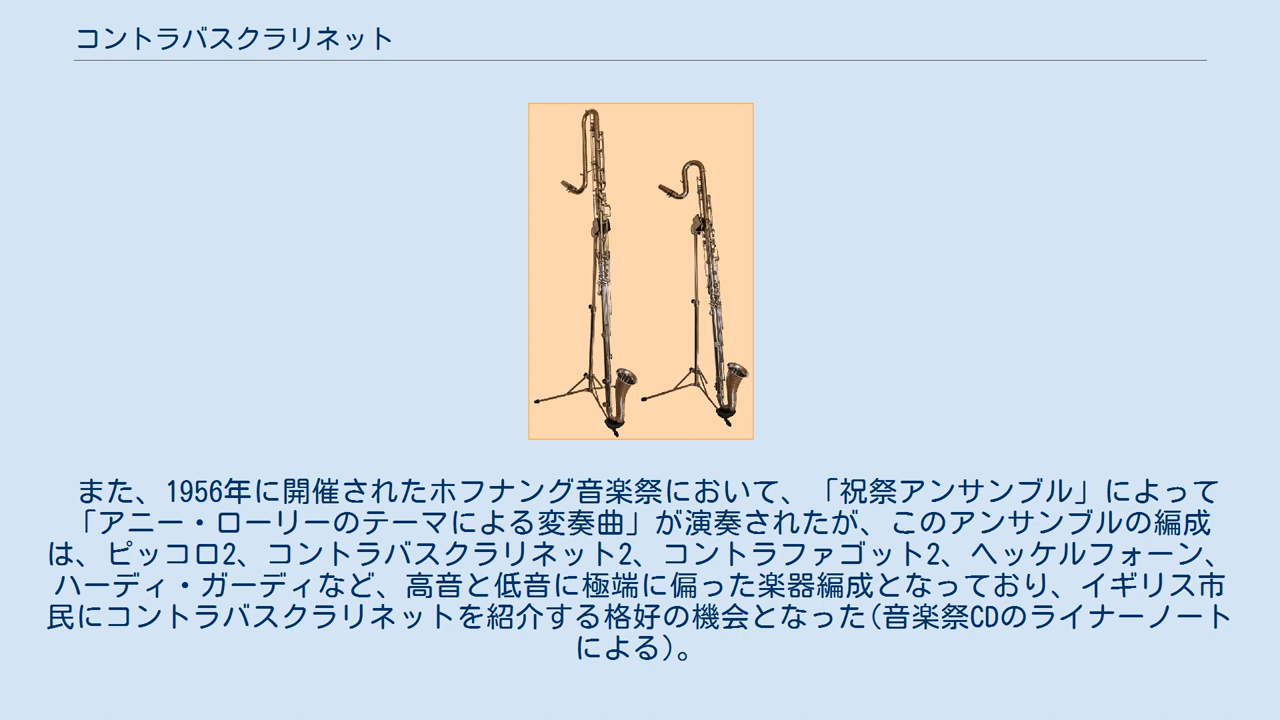 コントラバスクラリネット
また、1956年に開催されたホフナング音楽祭において、「祝祭アンサンブル」によって
「アニー・ローリーのテーマによる変奏曲」が演奏されたが、このアンサンブルの編成
は、ピッコロ2、コントラバスクラリネット2、コントラファゴット2、ヘッケルフォーン、
ハーディ・ガーディなど、高音と低音に極端に偏った楽器編成となっており、イギリス市
民にコントラバスクラリネットを紹介する格好の機会となった(音楽祭CDのライナーノート
による)。